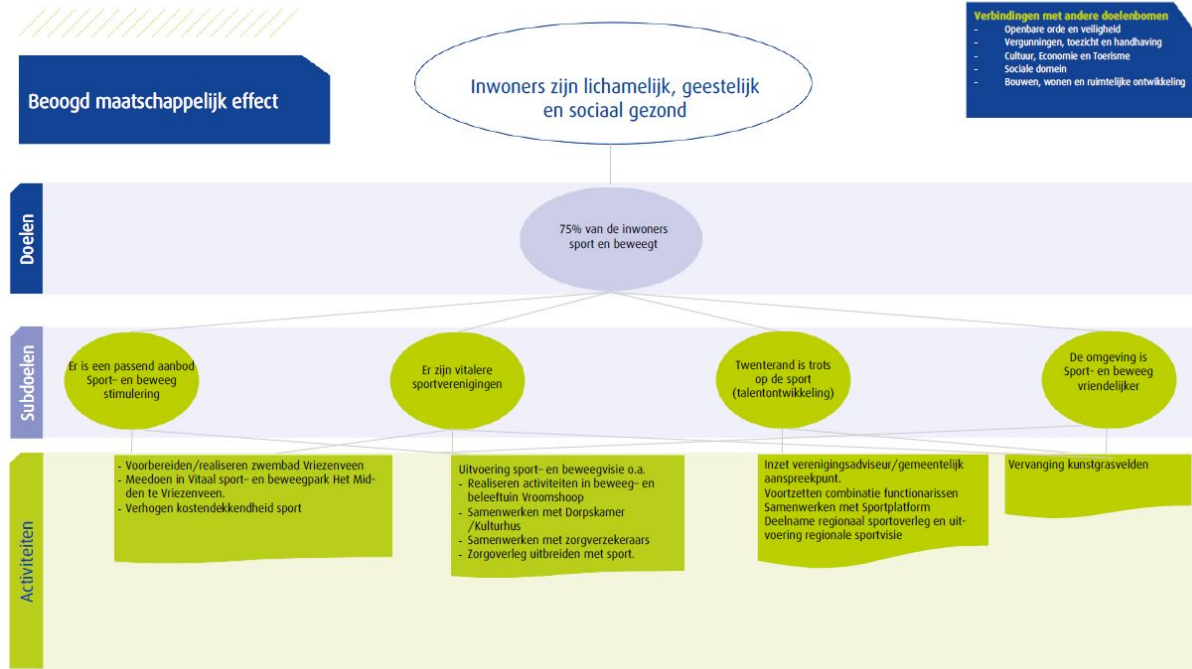 Beoogd maatschappelijk effect
Inwoners zijn lichamelijk, geestelijk
en sociaal gezond
Verbindingen met andere doelenbomen
- Openbare orde en veiligheid
- Vergunningen, toezicht en handhaving
- Cultuur, Economie en Toerisme
- Sociale domein
- Bouwen, wonen en ruimtelijke ontwikkeling
Doelen
75% van de inwoners
sport en beweegt
Subdoelen
Er is een passend aanbod
Sport- en beweeg
stimulering
Er zijn vitalere
sportverenigingen
Twenterand is trots
op de sport
(talentontwikkeling)
De omgeving is
Sport- en beweeg
vriendelijker
Activiteiten
- Voorbereiden/realiseren zwembad Vriezenveen
- Meedoen in Vitaal sport- en beweegpark Het Mid-
den te Vriezenveen.
- Verhogen kostendekkendheid sport
Uitvoering sport- en beweegvisie o.a.
- Realiseren activiteiten in beweeg- en
beleeftuin Vroomshoop
- Samenwerken met Dorpskamer
/Kulturhus
- Samenwerken met zorgverzekeraars
- Zorgoverleg uitbreiden met sport.
Inzet verenigingsadviseur/gemeentelijk
aanspreekpunt.
Voortzetten combinatie functionarissen
Samenwerken met Sportplatform
Deelname regionaal sportoverleg en uit-
voering regionale sportvisie
Vervanging kunstgrasvelden